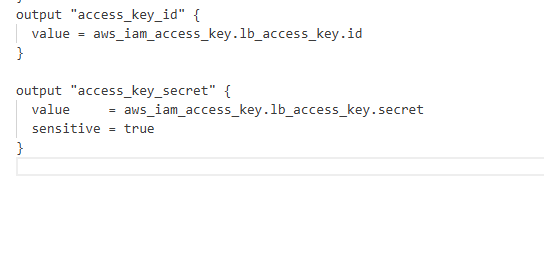 }
output "access_key_id" {
  value = aws_iam_access_key.lb_access_key.id
}

output "access_key_secret" {
  value     = aws_iam_access_key.lb_access_key.secret
  sensitive = true
}